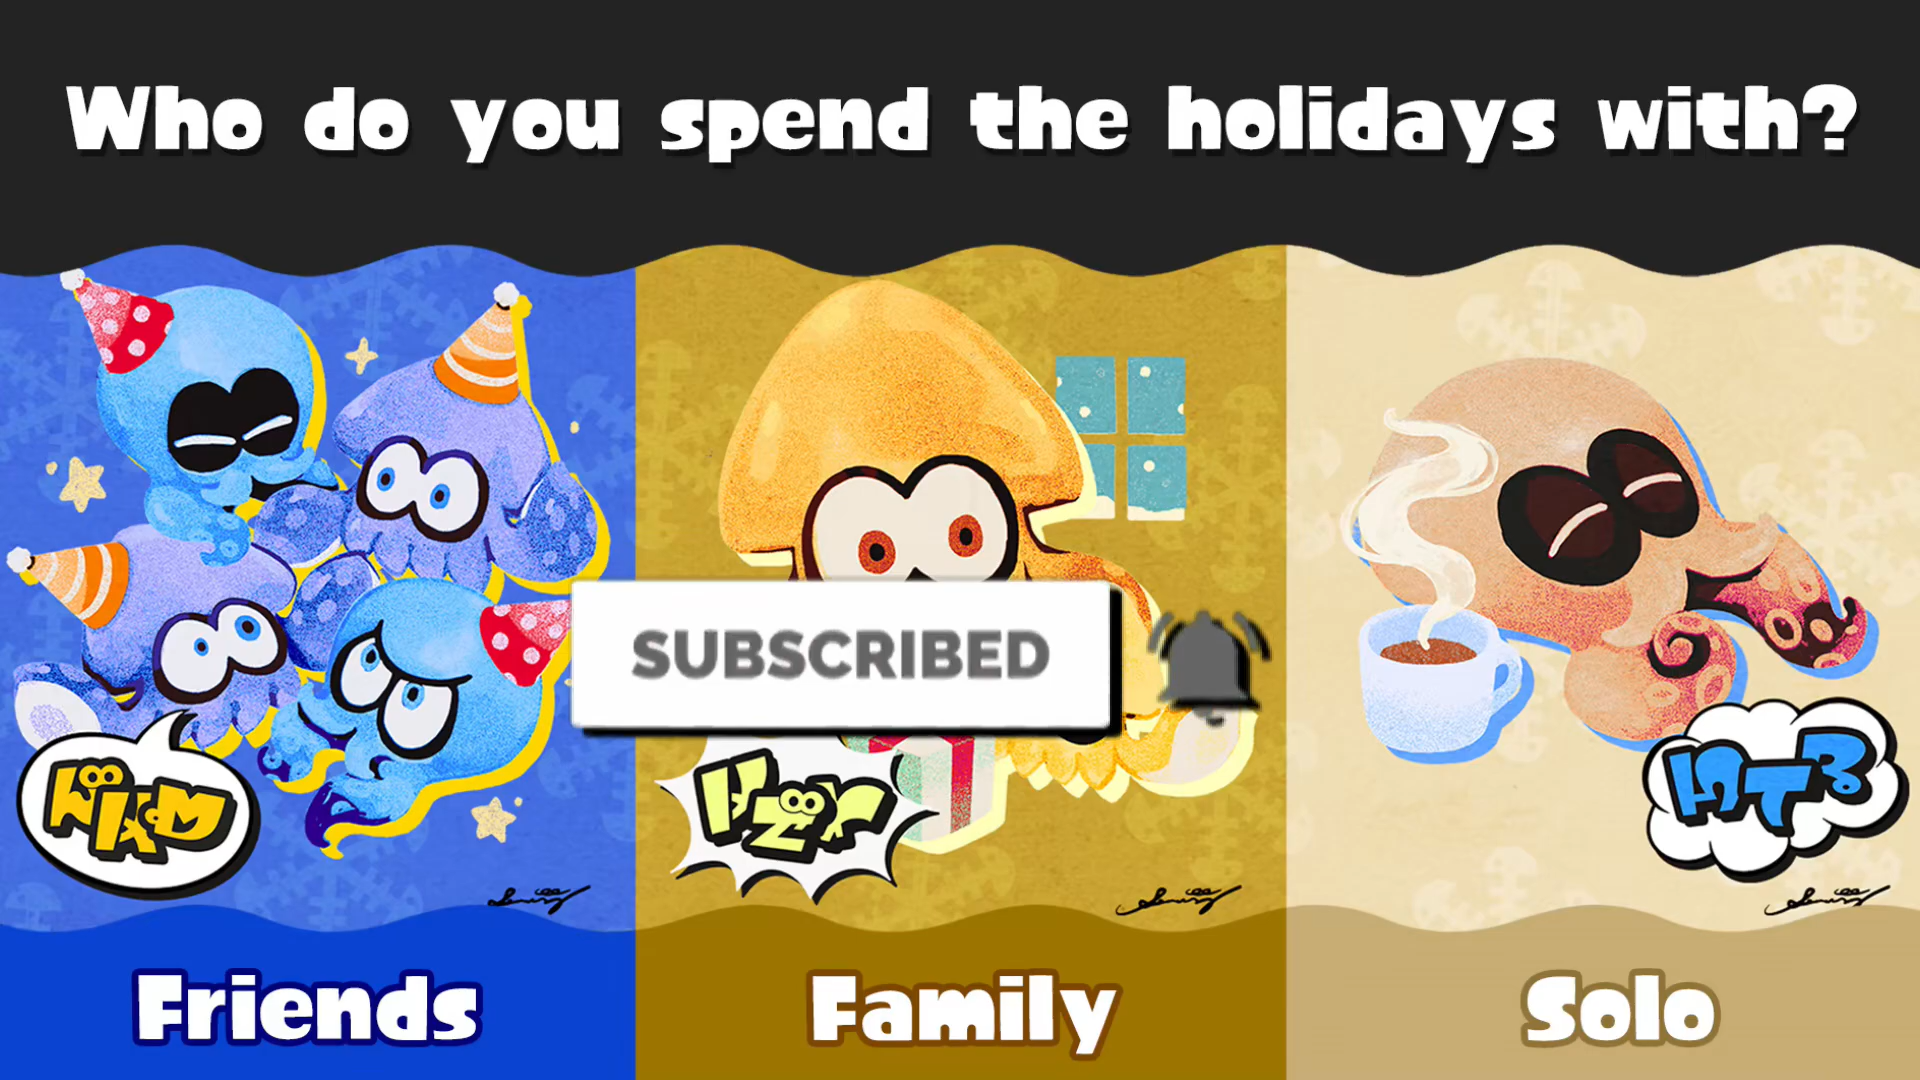 Who do you spend the holidays with?
SUBSCRIBED
Friends
Family
Solo